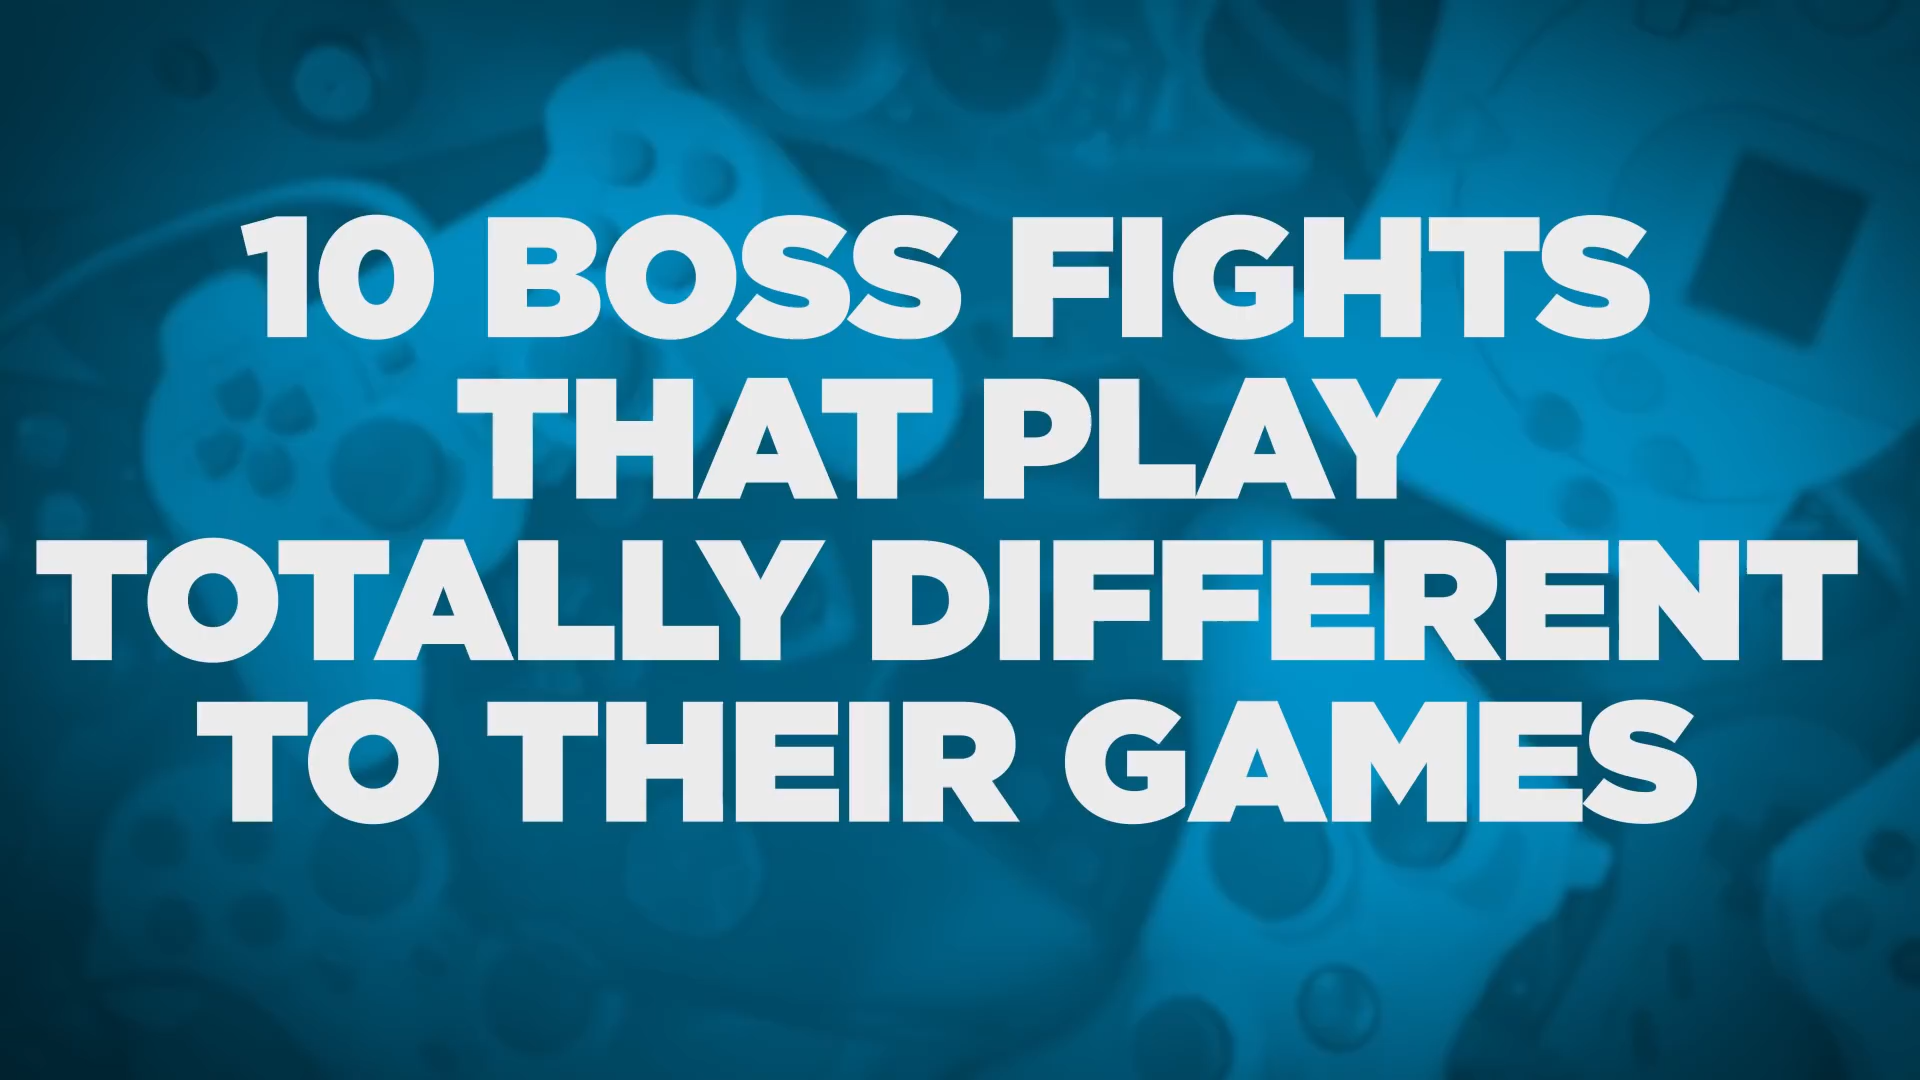 10 BOSS FIGHTS
THAT PLAY
TOTALLY DIFFERENT
TO THEIR GAMES